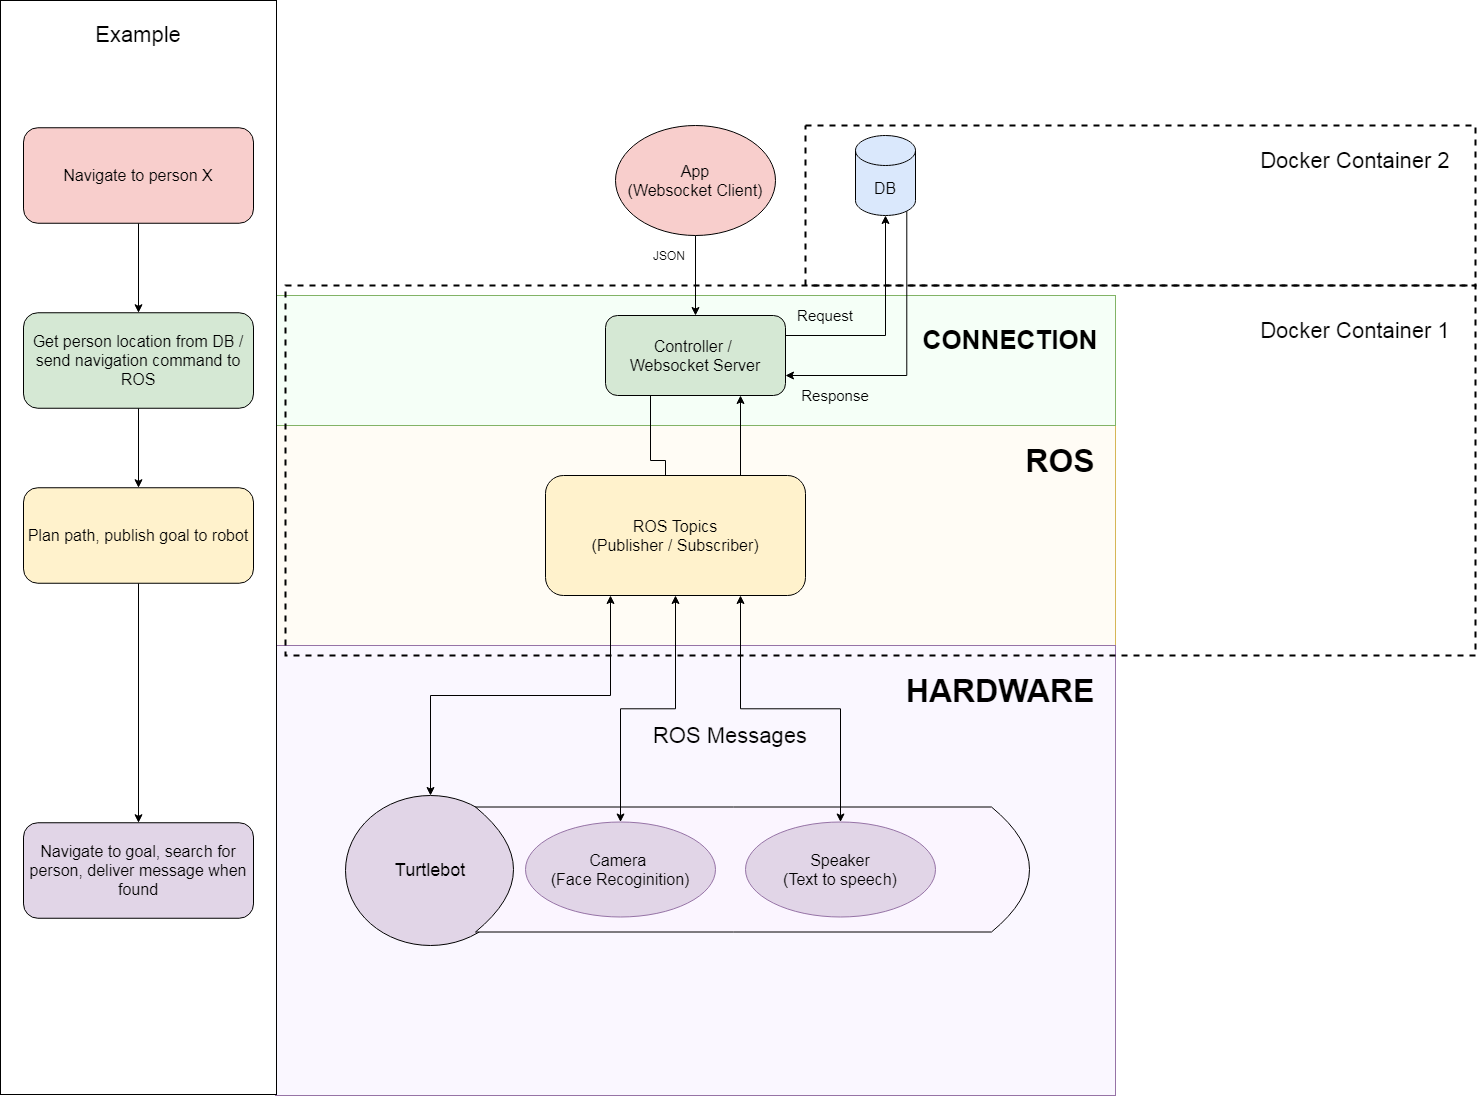 Example
Navigate to person X
Get person location from DB /
send navigation command to
ROS
Plan path, publish goal to robot
Navigate to goal, search for
person, deliver message when
found
App
(Websocket Client)
JSON
DB
Docker Container 2
Docker Container 1
CONNECTION
Controller /
Websocket Server
Request
Response
ROS
ROS Topics
(Publisher / Subscriber)
HARDWARE
ROS Messages
Turtlebot
Camera
(Face Recoginition)
Speaker
(Text to speech)